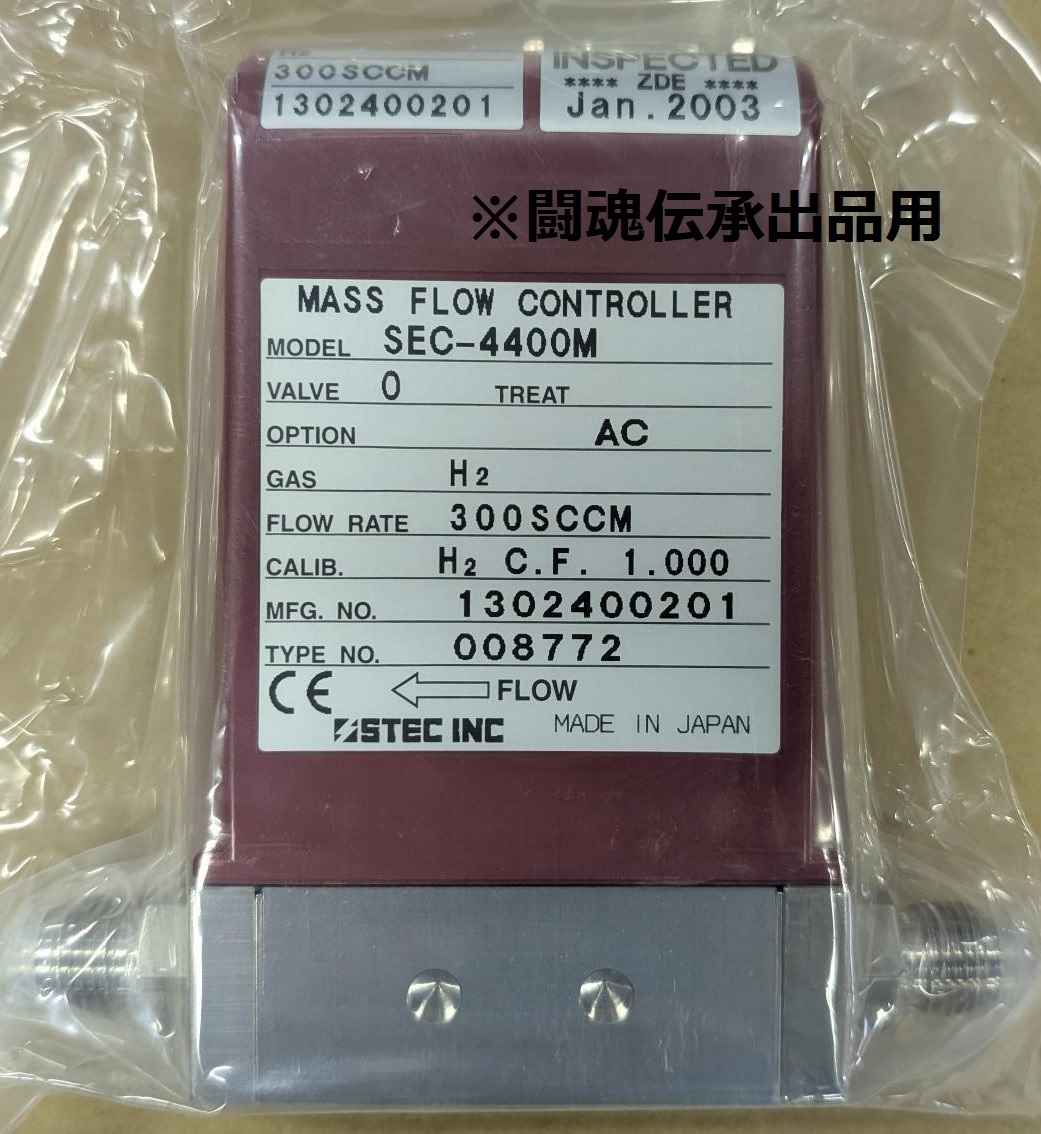 H₂
300SCCM
1302400201
INSPECTED
**** ZDE ****
Jan.2003
※闘魂伝承出品用
MASS FLOW CONTROLLER
MODEL SEC-4400M
VALVE O TREAT
OPTION AC
GAS H₂
FLOW RATE 300SCCM
CALIB. H₂ C.F. 1.000
MFG. NO. 1302400201
TYPE NO. 008772
CE FLOW
STEC INC MADE IN JAPAN